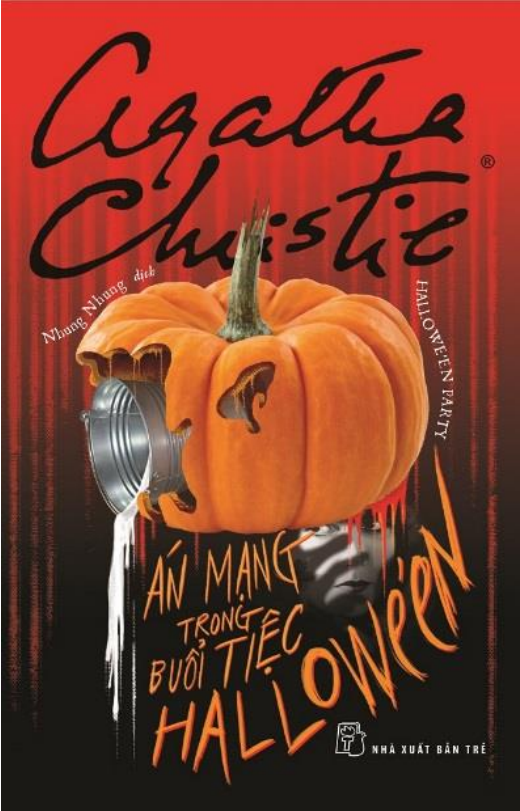 Agatha
Christie
®
Nhung Nhung dịch
HALLOWE'EN PARTY
ÁN MẠNG
TRONG
BUỔI TIỆC
HALLOWE'EN
T
NHÀ XUẤT BẢN TRẺ